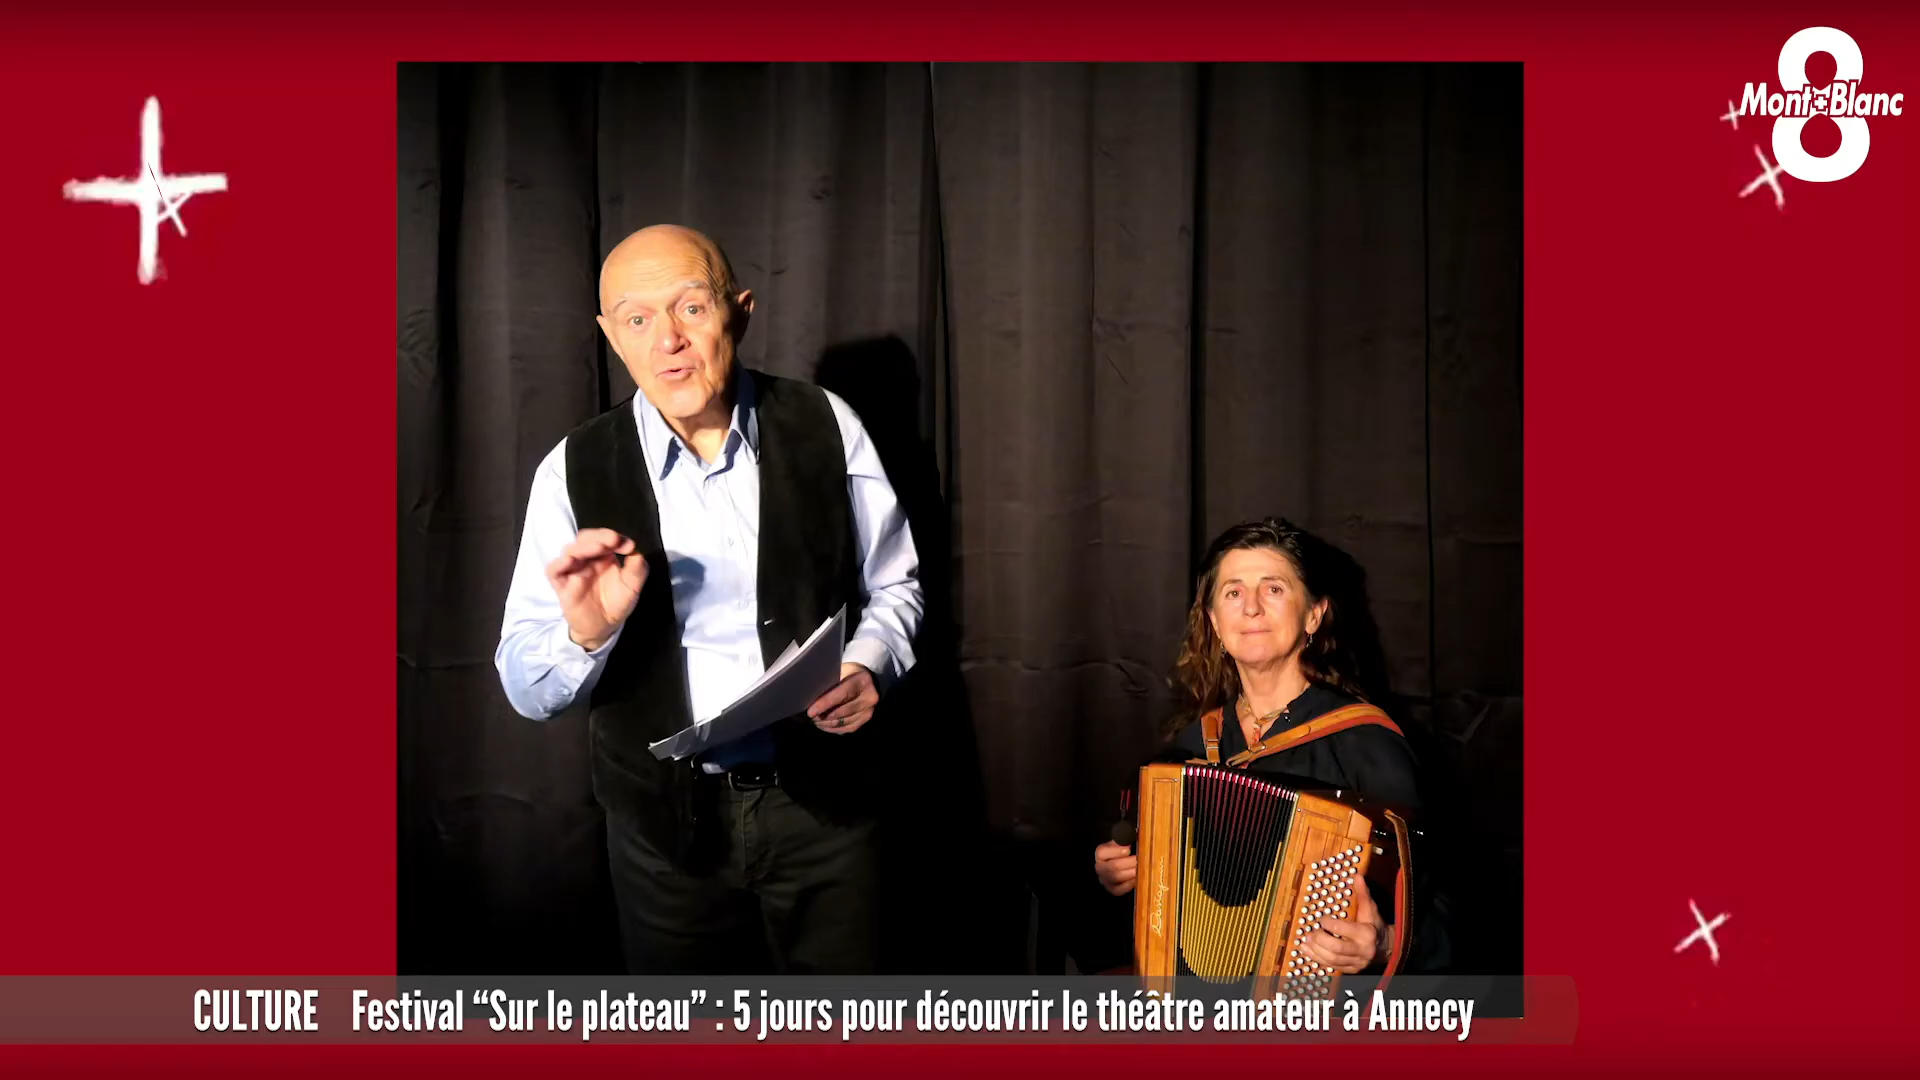 8
Mont-Blanc
CULTURE Festival “Sur le plateau” : 5 jours pour découvrir le théâtre amateur à Annecy